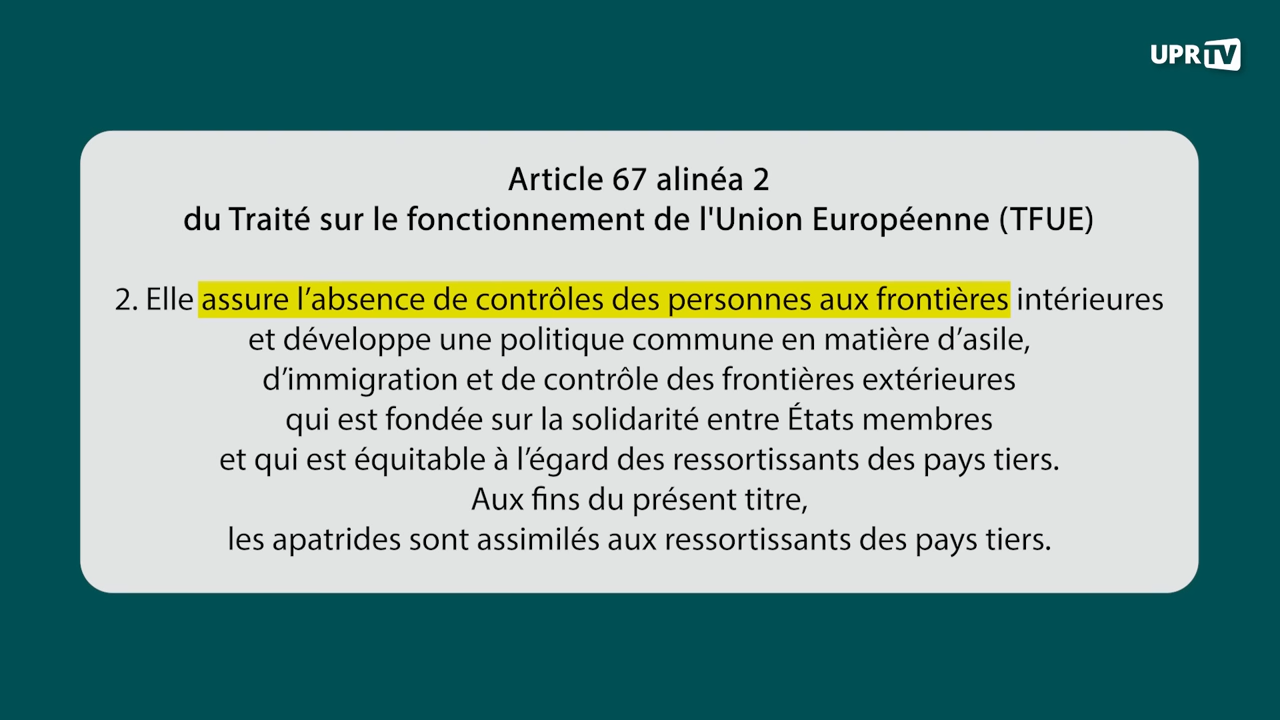 UPRTV
Article 67 alinéa 2
du Traité sur le fonctionnement de l'Union Européenne (TFUE)
2. Elle assure l’absence de contrôles des personnes aux frontières intérieures
et développe une politique commune en matière d’asile,
d’immigration et de contrôle des frontières extérieures
qui est fondée sur la solidarité entre États membres
et qui est équitable à l’égard des ressortissants des pays tiers.
Aux fins du présent titre,
les apatrides sont assimilés aux ressortissants des pays tiers.